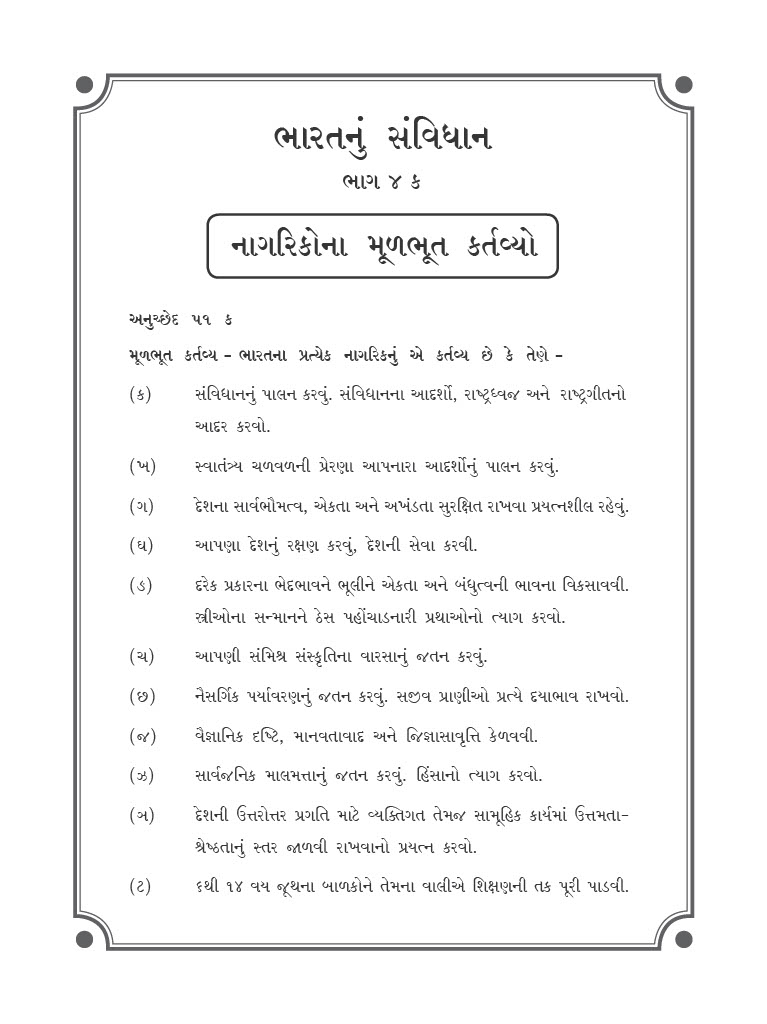 ભારતનું સંવિધાન
ભાગ ૪ ક
નાગરિકોના મૂળભૂત કર્તવ્યો
અનુચ્છેદ ૫૧ ક
મૂળભૂત કર્તવ્ય - ભારતના પ્રત્યેક નાગરિકનું એ કર્તવ્ય છે કે તેણે -
(ક) સંવિધાનનું પાલન કરવું. સંવિધાનના આદર્શો, રાષ્ટ્રધ્વજ અને રાષ્ટ્રગીતનો
આદર કરવો.
(ખ) સ્વાતંત્ર્ય ચળવળની પ્રેરણા આપનારા આદર્શોનું પાલન કરવું.
(ગ) દેશના સાર્વભૌમત્વ, એકતા અને અખંડતા સુરક્ષિત રાખવા પ્રયત્નશીલ રહેવું.
(ઘ) આપણા દેશનું રક્ષણ કરવું, દેશની સેવા કરવી.
(ઙ) દરેક પ્રકારના ભેદભાવને ભૂલીને એકતા અને બંધુત્વની ભાવના વિકસાવવી.
સ્ત્રીઓના સન્માનને ઠેસ પહોંચાડનારી પ્રથાઓનો ત્યાગ કરવો.
(ચ) આપણી સંમિશ્ર સંસ્કૃતિના વારસાનું જતન કરવું.
(છ) નૈસર્ગિક પર્યાવરણનું જતન કરવું. સજીવ પ્રાણીઓ પ્રત્યે દયાભાવ રાખવો.
(જ) વૈજ્ઞાનિક દષ્ટિ, માનવતાવાદ અને જિજ્ઞાસાવૃત્તિ કેળવવી.
(ઝ) સાર્વજનિક માલમત્તાનું જતન કરવું. હિંસાનો ત્યાગ કરવો.
(ઞ) દેશની ઉત્તરોત્તર પ્રગતિ માટે વ્યક્તિગત તેમજ સામૂહિક કાર્યમાં ઉત્તમતા-
શ્રેષ્ઠતાનું સ્તર જાળવી રાખવાનો પ્રયત્ન કરવો.
(ટ) ૬થી ૧૪ વય જૂથના બાળકોને તેમના વાલીએ શિક્ષણની તક પૂરી પાડવી.